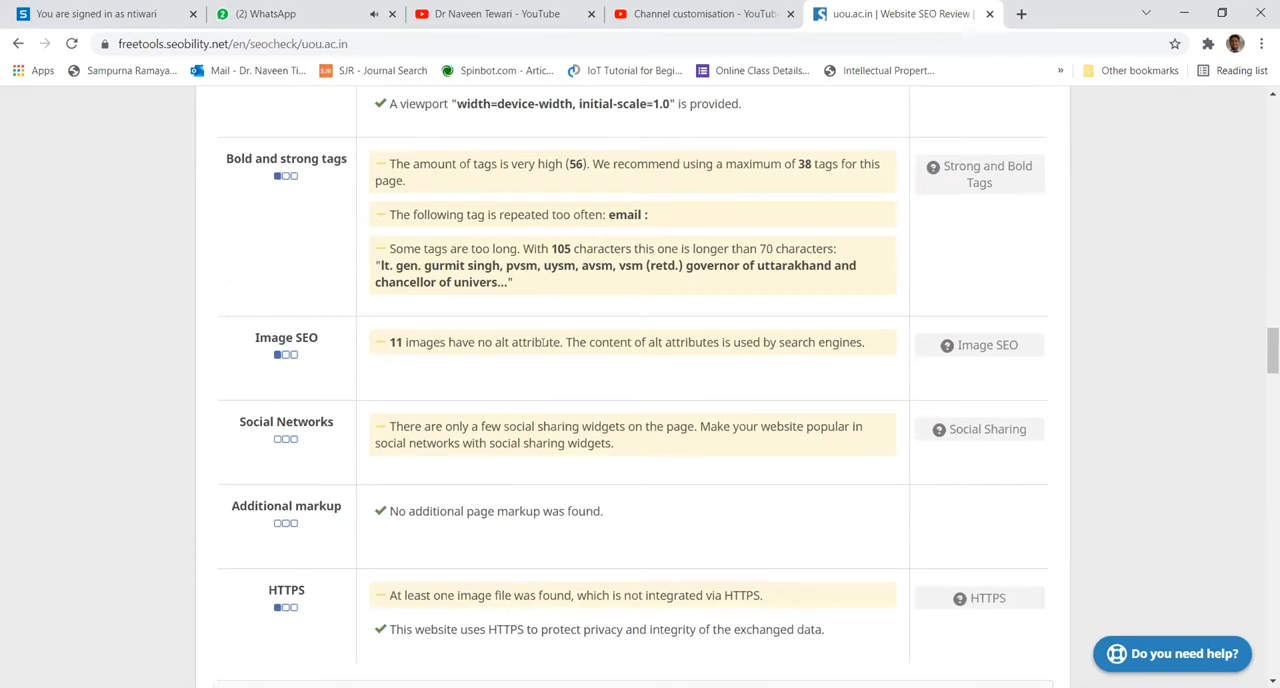 You are signed in as ntiwari
(2) WhatsApp
Dr Naveen Tewari - YouTube
Channel customisation - YouTub
uou.ac.in | Website SEO Review |
freetools.seobility.net/en/seocheck/uou.ac.in
Apps
Sampurna Ramaya...
Mail - Dr. Naveen Ti...
SJR - Journal Search
Spinbot.com - Artic...
IoT Tutorial for Begi...
Online Class Details...
Intellectual Propert...
»
Other bookmarks
Reading list
A viewport "width=device-width, initial-scale=1.0" is provided.
Bold and strong tags
The amount of tags is very high (56). We recommend using a maximum of 38 tags for this
page.
Strong and Bold
Tags
The following tag is repeated too often: email :
Some tags are too long. With 105 characters this one is longer than 70 characters:
"lt. gen. gurmit singh, pvsm, uysm, avsm, vsm (retd.) governor of uttarakhand and
chancellor of univers..."
Image SEO
11 images have no alt attribute. The content of alt attributes is used by search engines.
Image SEO
Social Networks
There are only a few social sharing widgets on the page. Make your website popular in
social networks with social sharing widgets.
Social Sharing
Additional markup
No additional page markup was found.
HTTPS
At least one image file was found, which is not integrated via HTTPS.
HTTPS
This website uses HTTPS to protect privacy and integrity of the exchanged data.
Do you need help?